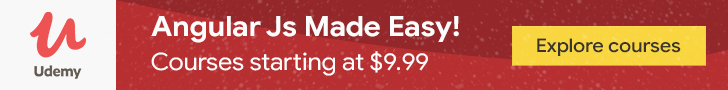 Udemy
Angular Js Made Easy!
Courses starting at $9.99
Explore courses